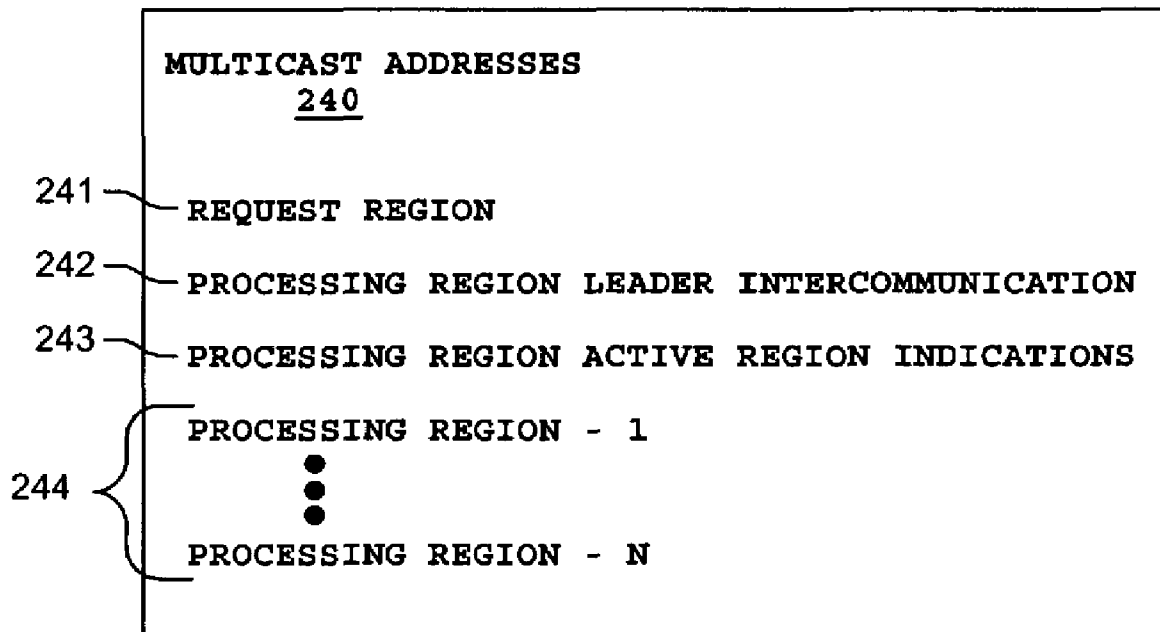 MULTICAST ADDRESSES
240
241
REQUEST REGION
242
PROCESSING REGION LEADER INTERCOMMUNICATION
243
PROCESSING REGION ACTIVE REGION INDICATIONS
244
PROCESSING REGION - 1
PROCESSING REGION - N